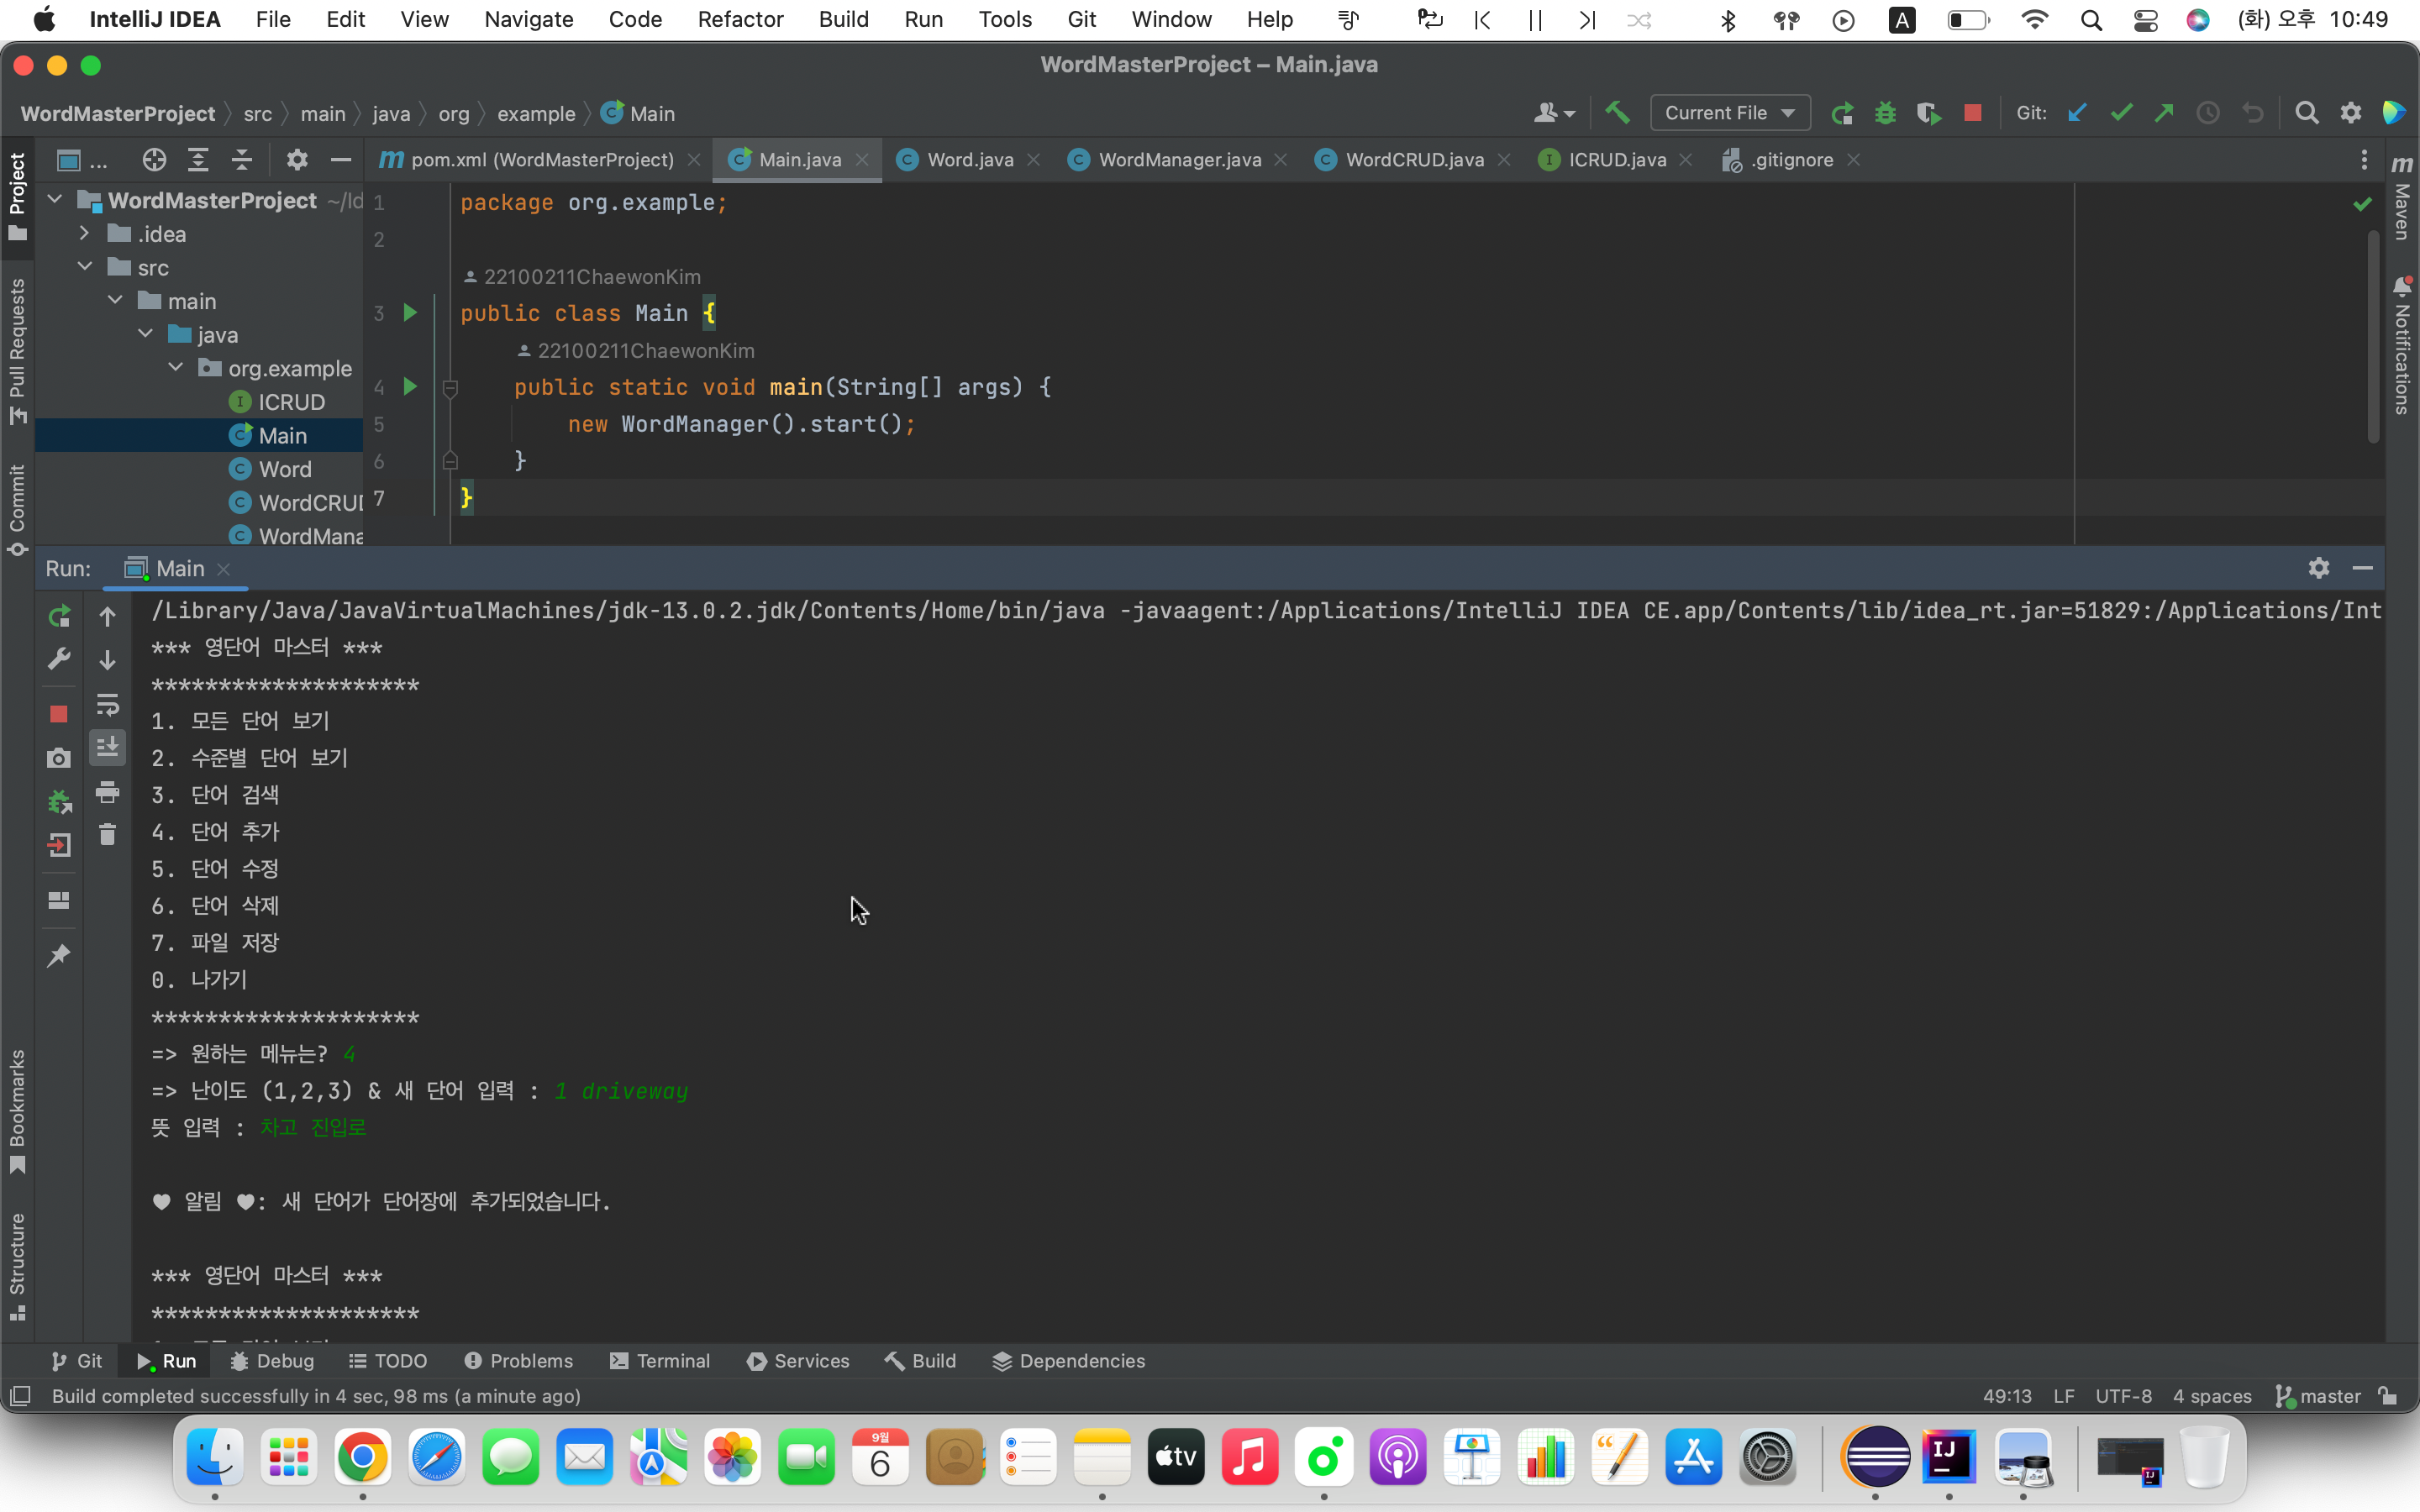 IntelliJ IDEA File Edit View Navigate Code Refactor Build Run Tools Git Window Help A (화) 오후 10:49
WordMasterProject – Main.java
WordMasterProject src main java org example Main Current File Git:
... pom.xml (WordMasterProject) Main.java Word.java WordManager.java WordCRUD.java ICRUD.java .gitignore
Project
Pull Requests
Commit
Bookmarks
Structure
Maven
Notifications
WordMasterProject
.idea
src
main
java
org.example
ICRUD
Main
Word
WordCRUD
WordMana
1 package org.example;
2
22100211ChaewonKim
3 public class Main {
22100211ChaewonKim
4 public static void main(String[] args) {
5 new WordManager().start();
6 }
7 }
Run: Main
/Library/Java/JavaVirtualMachines/jdk-13.0.2.jdk/Contents/Home/bin/java -javaagent:/Applications/IntelliJ IDEA CE.app/Contents/lib/idea_rt.jar=51829:/Applications/Int
*** 영단어 마스터 ***
********************
1. 모든 단어 보기
2. 수준별 단어 보기
3. 단어 검색
4. 단어 추가
5. 단어 수정
6. 단어 삭제
7. 파일 저장
0. 나가기
********************
=> 원하는 메뉴는? 4
=> 난이도 (1,2,3) & 새 단어 입력 : 1 driveway
뜻 입력 : 차고 진입로
♥ 알림 ♥: 새 단어가 단어장에 추가되었습니다.
*** 영단어 마스터 ***
********************
Git Run Debug TODO Problems Terminal Services Build Dependencies
Build completed successfully in 4 sec, 98 ms (a minute ago) 49:13 LF UTF-8 4 spaces master
9월
6
tv
IJ